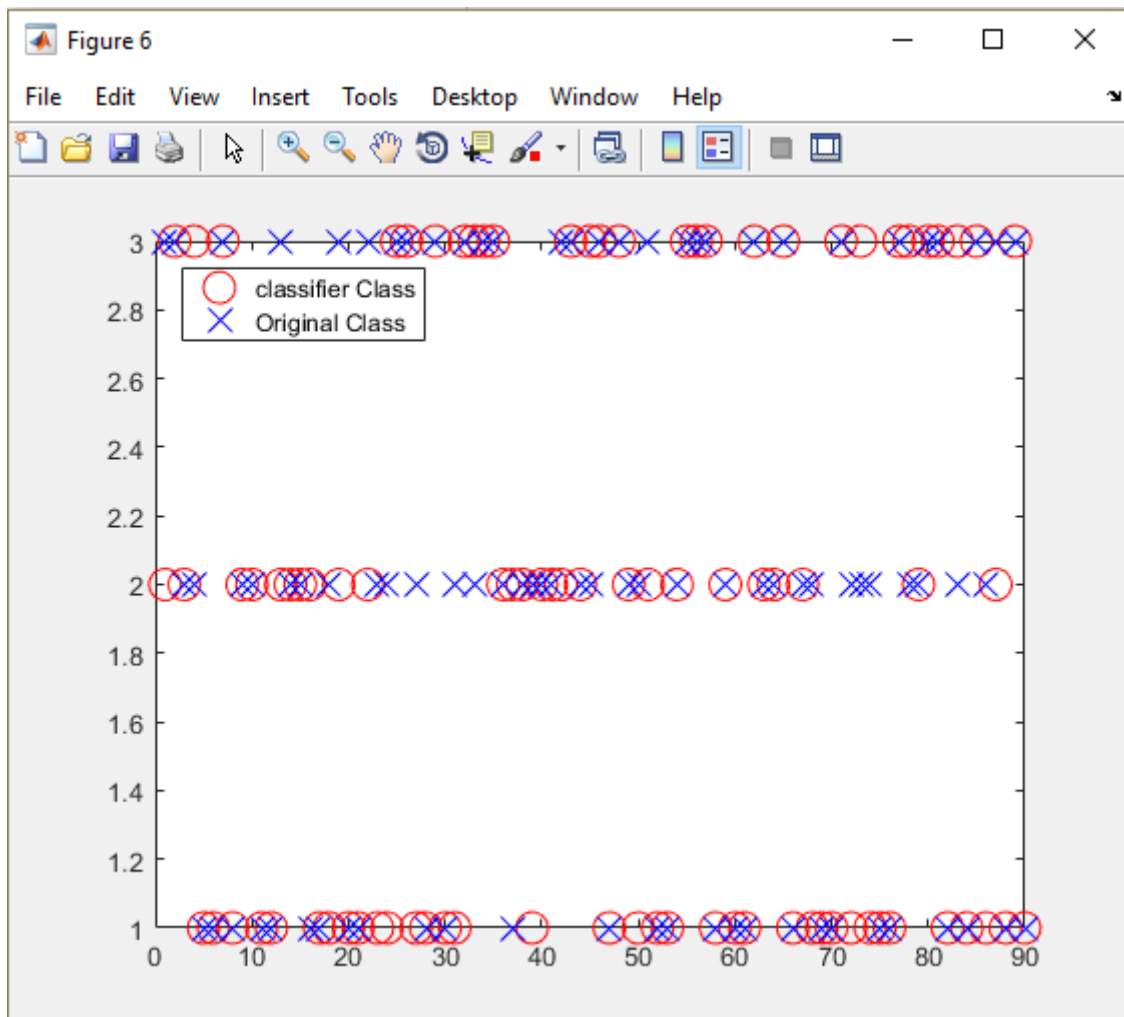 Figure 6
File Edit View Insert Tools Desktop Window Help
3
classifier Class
Original Class
2.8
2.6
2.4
2.2
2
1.8
1.6
1.4
1.2
1
0 10 20 30 40 50 60 70 80 90